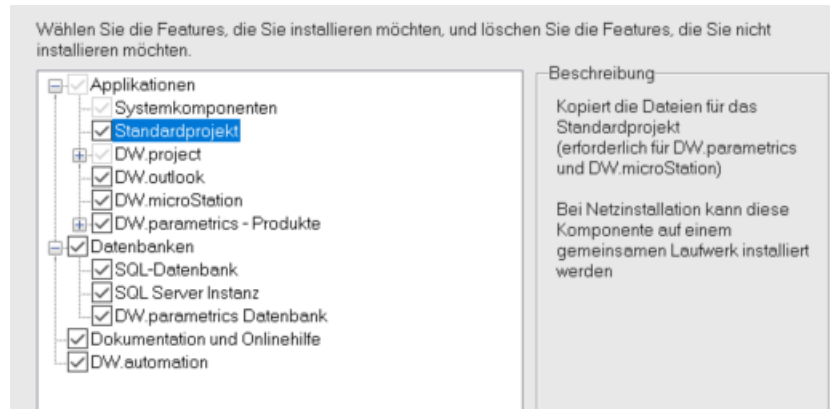 Wählen Sie die Features, die Sie installieren möchten, und löschen Sie die Features, die Sie nicht
installieren möchten.
Applikationen
Systemkomponenten
Standardprojekt
DW.project
DW.outlook
DW.microStation
DW.parametrics - Produkte
Datenbanken
SQL-Datenbank
SQL Server Instanz
DW.parametrics Datenbank
Dokumentation und Onlinehilfe
DW.automation
Beschreibung
Kopiert die Dateien für das
Standardprojekt
(erforderlich für DW.parametrics
und DW.microStation)
Bei Netzinstallation kann diese
Komponente auf einem
gemeinsamen Laufwerk installiert
werden